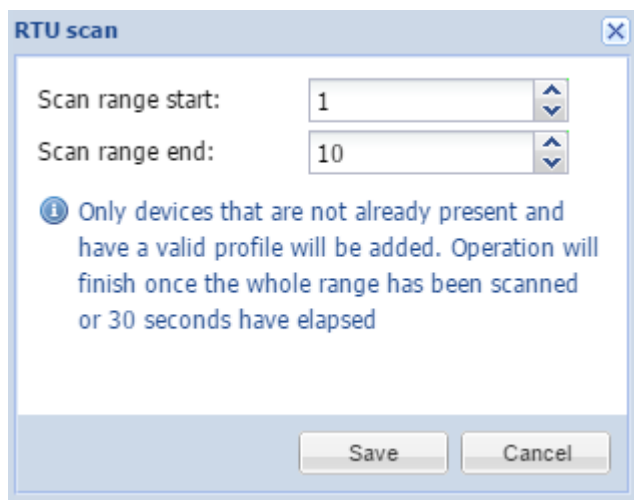 RTU scan
Scan range start: 1
Scan range end: 10
Only devices that are not already present and
have a valid profile will be added. Operation will
finish once the whole range has been scanned
or 30 seconds have elapsed
Save Cancel